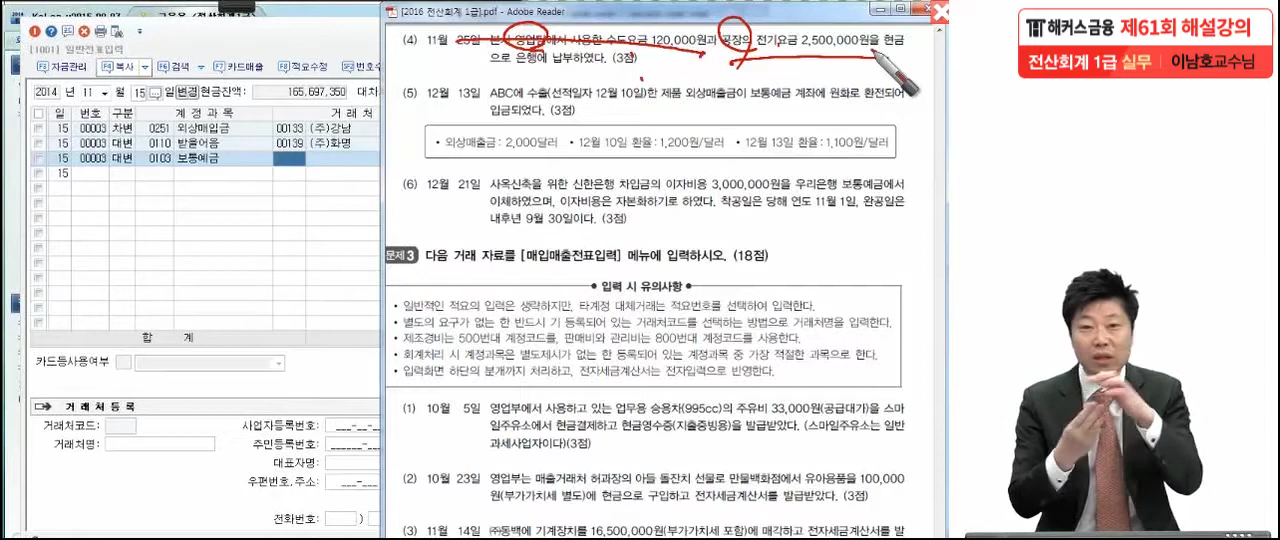 [2016 전산회계 1급].pdf - Adobe Reader
[1001] 일반전표입력
F3 자금관리 F4 복사 F6 검색 F7 카드매출 F8 적요수정 번호수
2014 년 11 월 15 일 변경 현금잔액: 165,697,350 대차
일 번호 구분 계정과목 거래처
15 00003 차변 0251 외상매입금 00133 (주)강남
15 00003 대변 0110 받을어음 00139 (주)화명
15 00003 대변 0103 보통예금
15
합 계
카드등사용여부
거 래 처 등 록
거래처코드: 사업자등록번호:
거래처명: 주민등록번호:
대표자명:
우편번호.주소:
전화번호: )
(4) 11월 25일 본사 영업팀에서 사용한 수도요금 120,000원과 공장의 전기요금 2,500,000원을 현금
으로 은행에 납부하였다. (3점)
(5) 12월 13일 ABC에 수출(선적일자 12월 10일)한 제품 외상매출금이 보통예금 계좌에 원화로 환전되어
입금되었다. (3점)
• 외상매출금 : 2,000달러 • 12월 10일 환율 : 1,200원/달러 • 12월 13일 환율 : 1,100원/달러
(6) 12월 21일 사옥신축을 위한 신한은행 차입금의 이자비용 3,000,000원을 우리은행 보통예금에서
이체하였으며, 이자비용은 자본화하기로 하였다. 착공일은 당해 연도 11월 1일, 완공일은
내후년 9월 30일이다. (3점)
문제 3 다음 거래 자료를 [매입매출전표입력] 메뉴에 입력하시오. (18점)
입력 시 유의사항
• 일반적인 적요의 입력은 생략하지만, 타계정 대체거래는 적요번호를 선택하여 입력한다.
• 별도의 요구가 없는 한 반드시 기 등록되어 있는 거래처코드를 선택하는 방법으로 거래처명을 입력한다.
• 제조경비는 500번대 계정코드를, 판매비와 관리비는 800번대 계정코드를 사용한다.
• 회계처리 시 계정과목은 별도제시가 없는 한 등록되어 있는 계정과목 중 가장 적절한 과목으로 한다.
• 입력화면 하단의 분개까지 처리하고, 전자세금계산서는 전자입력으로 반영한다.
(1) 10월 5일 영업부에서 사용하고 있는 업무용 승용차(995cc)의 주유비 33,000원(공급대가)을 스마
일주유소에서 현금결제하고 현금영수증(지출증빙용)을 발급받았다. (스마일주유소는 일반
과세사업자이다)(3점)
(2) 10월 23일 영업부는 매출거래처 허과장의 아들 돌잔치 선물로 만물백화점에서 유아용품을 100,000
원(부가가치세 별도)에 현금으로 구입하고 전자세금계산서를 발급받았다. (3점)
(3) 11월 14일 ㈜동백에 기계장치를 16,500,000원(부가가치세 포함)에 매각하고 전자세금계산서를 발
해커스금융 제61회 해설강의
전산회계 1급 실무 이남호교수님